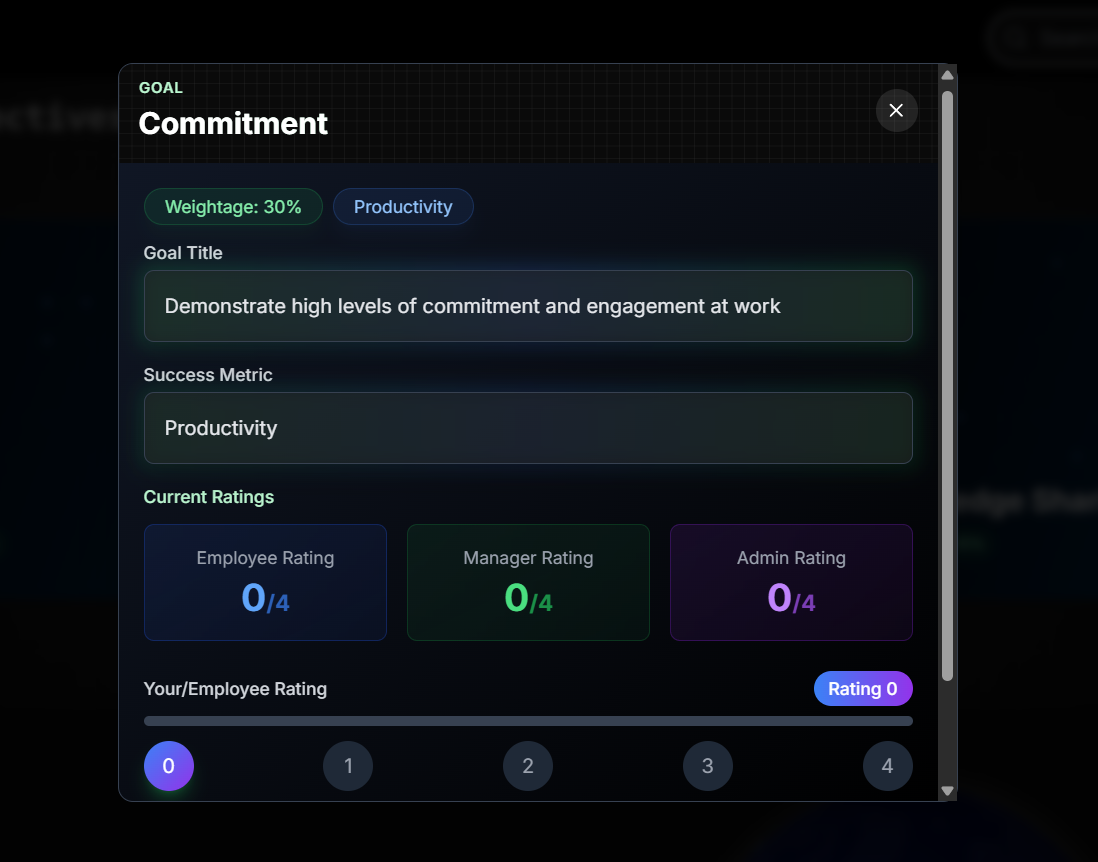 GOAL
Commitment
Weightage: 30% Productivity
Goal Title
Demonstrate high levels of commitment and engagement at work
Success Metric
Productivity
Current Ratings
Employee Rating Manager Rating Admin Rating
0/4 0/4 0/4
Your/Employee Rating Rating 0
0 1 2 3 4